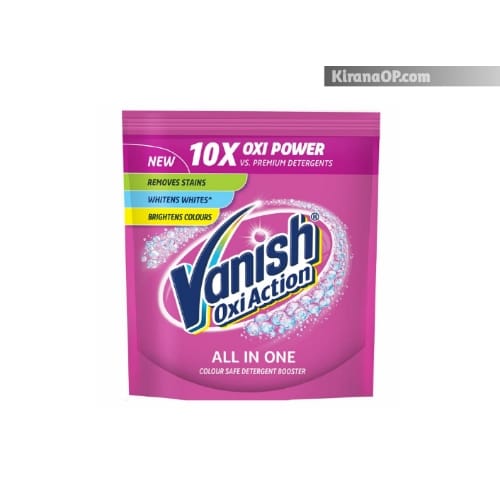 KiranaOP.com
NEW 10X OXI POWER
VS. PREMIUM DETERGENTS
REMOVES STAINS
WHITENS WHITES^
BRIGHTENS COLOURS
Vanish®
OxiAction
ALL IN ONE
COLOUR SAFE DETERGENT BOOSTER